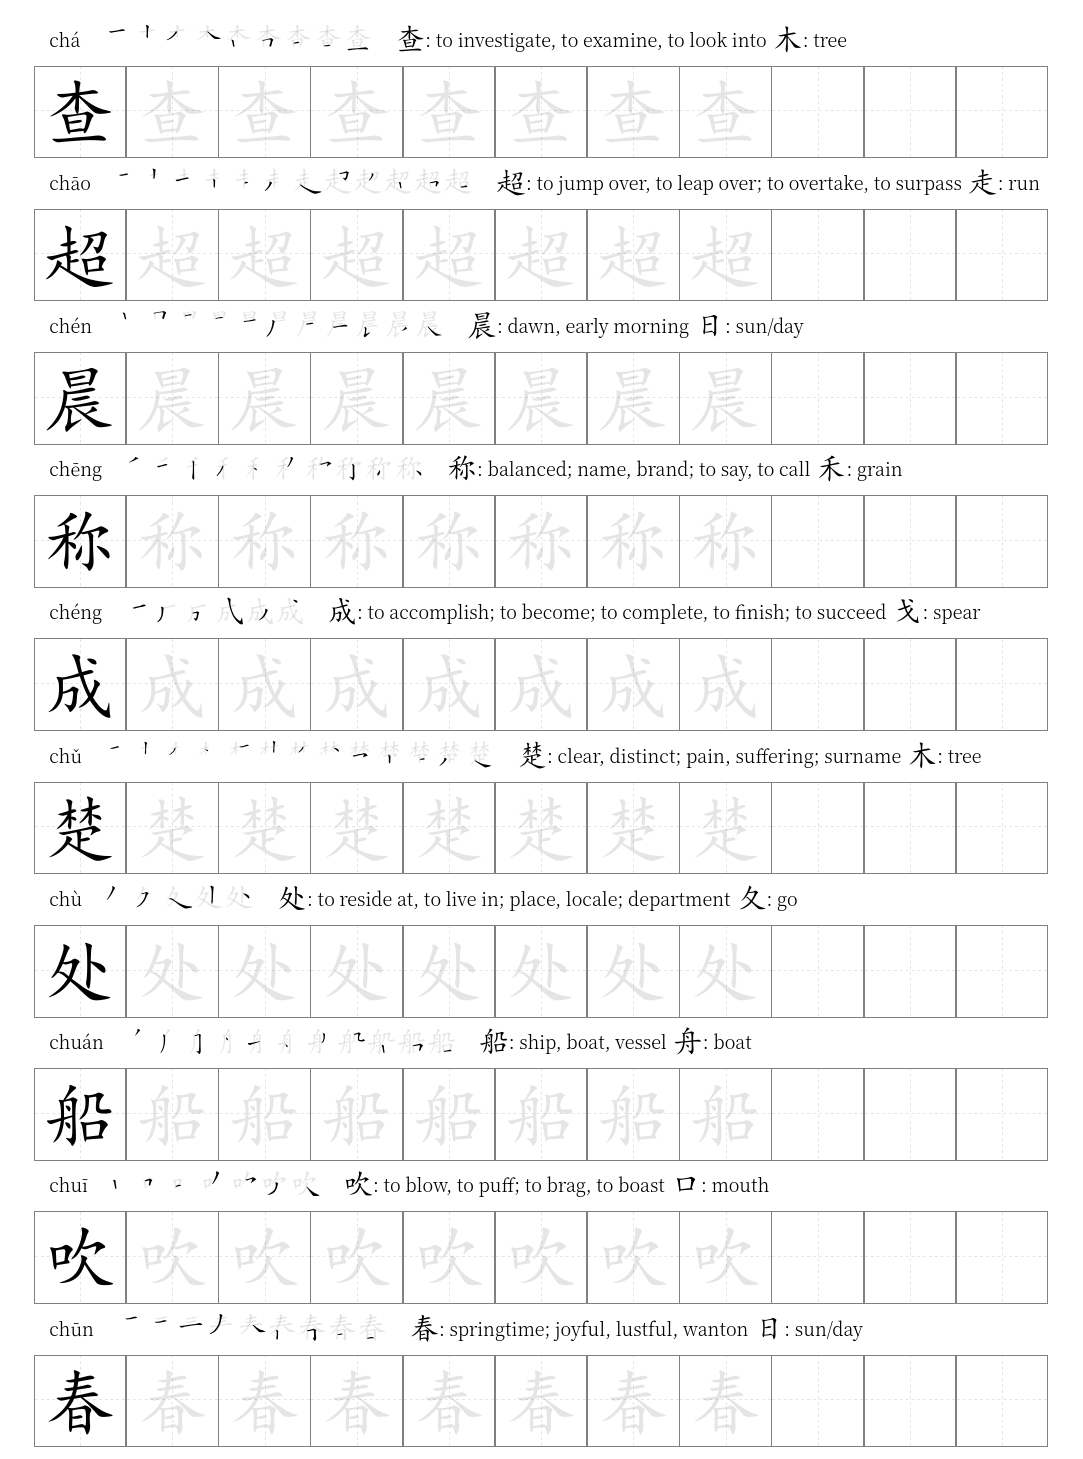 chá 查: to investigate, to examine, to look into 木: tree
查 查 查 查 查 查 查 查
chāo 超: to jump over, to leap over; to overtake, to surpass 走: run
超 超 超 超 超 超 超 超
chén 晨: dawn, early morning 日: sun/day
晨 晨 晨 晨 晨 晨 晨 晨
chēng 称: balanced; name, brand; to say, to call 禾: grain
称 称 称 称 称 称 称 称
chéng 成: to accomplish; to become; to complete, to finish; to succeed 戈: spear
成 成 成 成 成 成 成 成
chǔ 楚: clear, distinct; pain, suffering; surname 木: tree
楚 楚 楚 楚 楚 楚 楚 楚
chù 处: to reside at, to live in; place, locale; department 夂: go
处 处 处 处 处 处 处 处
chuán 船: ship, boat, vessel 舟: boat
船 船 船 船 船 船 船 船
chuī 吹: to blow, to puff; to brag, to boast 口: mouth
吹 吹 吹 吹 吹 吹 吹 吹
chūn 春: springtime; joyful, lustful, wanton 日: sun/day
春 春 春 春 春 春 春 春